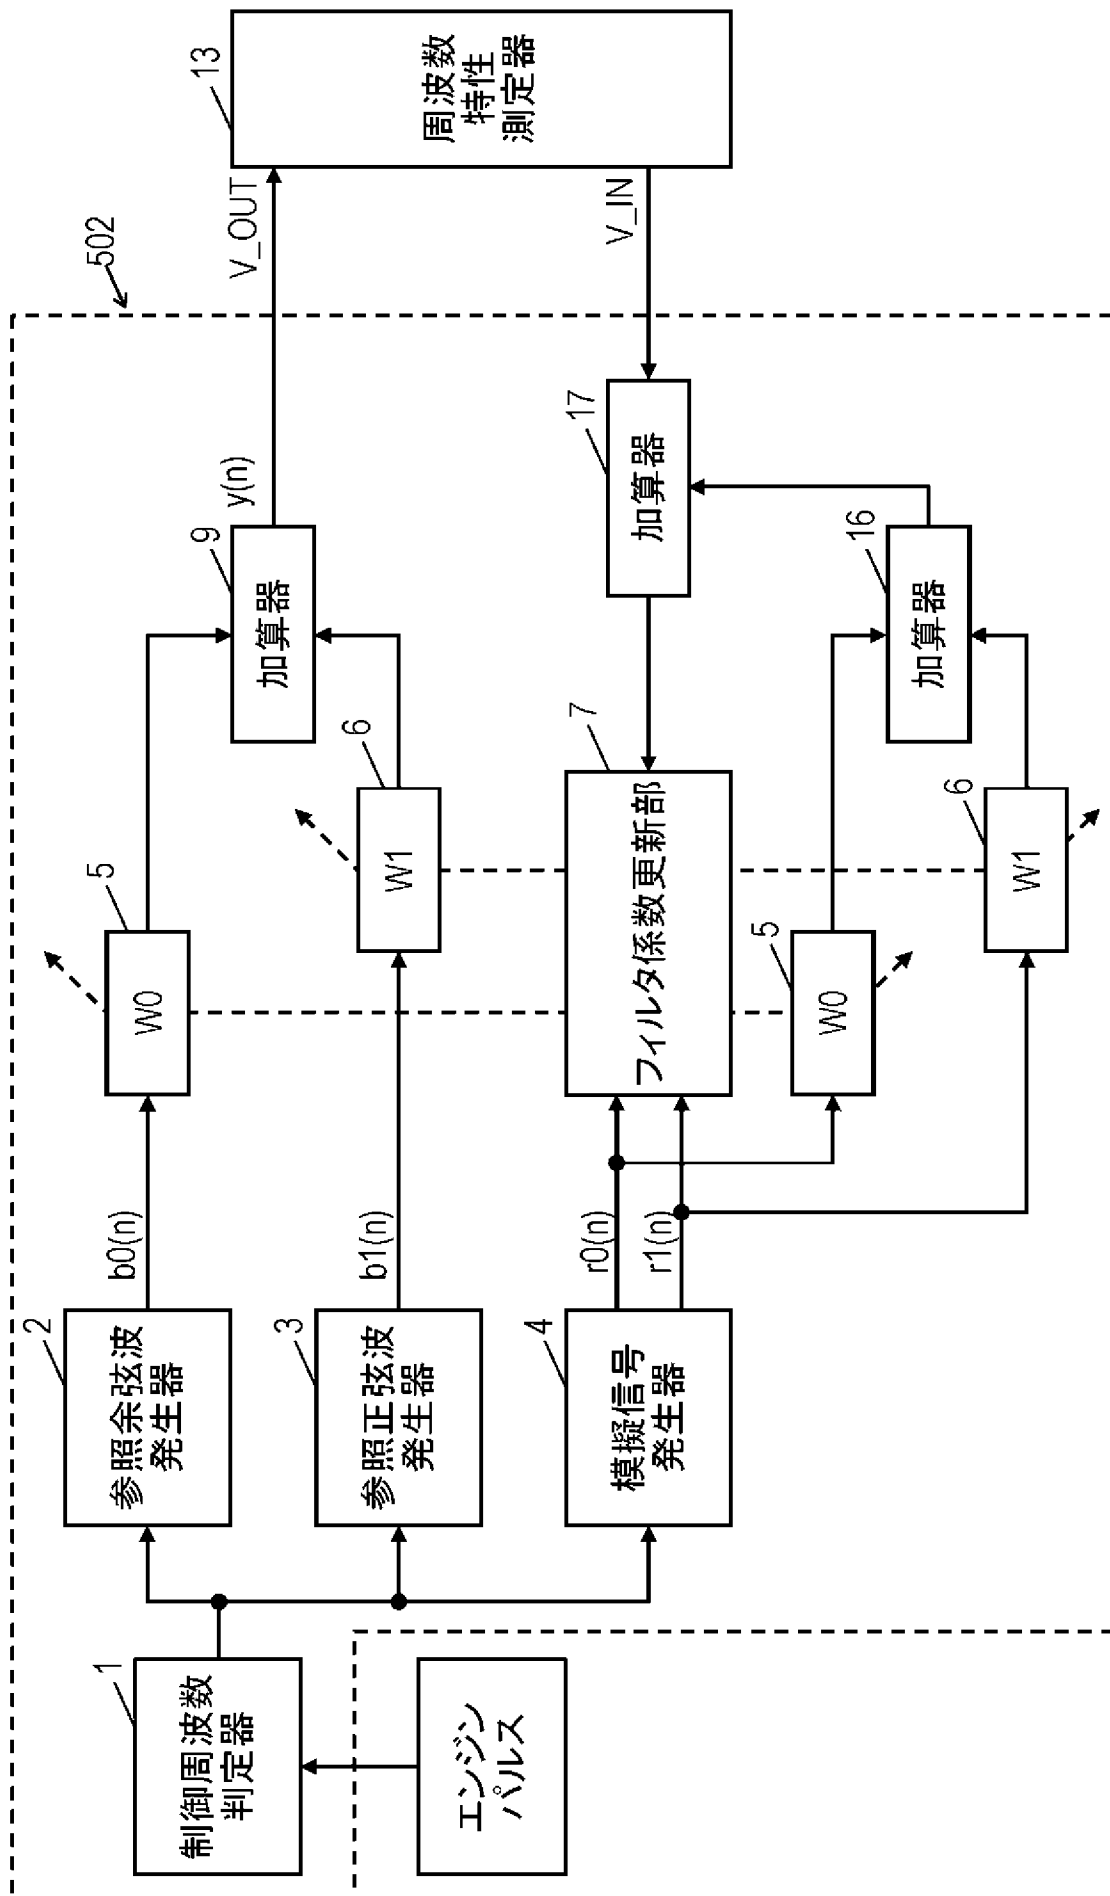 502
1
制御周波数
判定器
エンジン
パルス
2
参照余弦波
発生器
3
参照正弦波
発生器
4
模擬信号
発生器
b0(n)
b1(n)
r0(n)
r1(n)
5
W0
6
W1
7
フィルタ係数更新部
5
W0
6
W1
9
加算器
y(n)
16
加算器
17
加算器
V_OUT
V_IN
13
周波数
特性
測定器